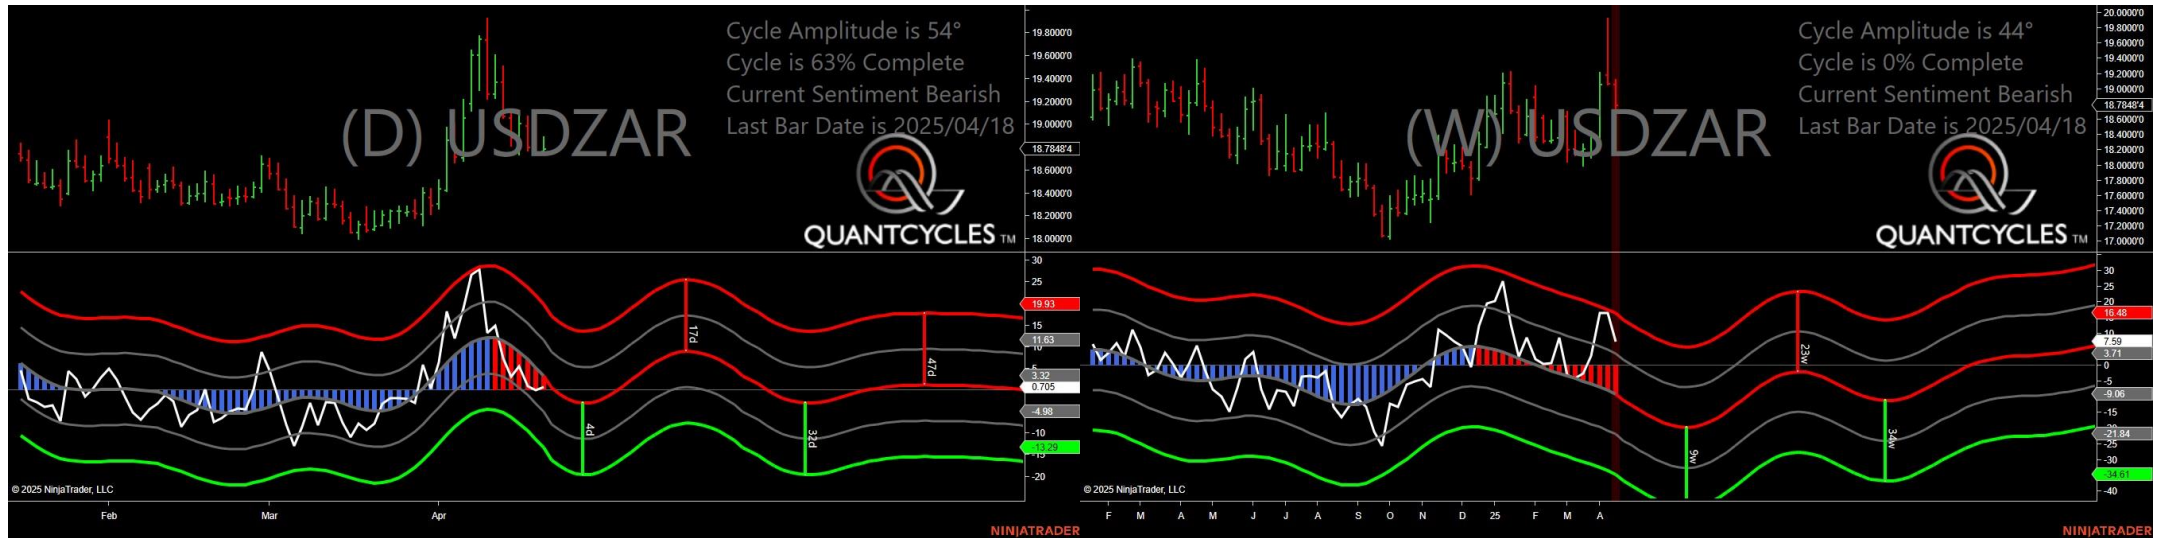 Cycle Amplitude is 54°
Cycle is 63% Complete
Current Sentiment Bearish
Last Bar Date is 2025/04/18
(D) USDZAR
QUANTCYCLES TM
19.8000'0
19.6000'0
19.4000'0
19.2000'0
19.0000'0
18.7848'4
18.6000'0
18.4000'0
18.2000'0
18.0000'0
30
25
19.93
15
11.63
3.32
0.705
-4.98
-10
-13.29
-15
-20
4d
17d
32d
47d
© 2025 NinjaTrader, LLC
Feb Mar Apr
NINJATRADER
Cycle Amplitude is 44°
Cycle is 0% Complete
Current Sentiment Bearish
Last Bar Date is 2025/04/18
(W) USDZAR
QUANTCYCLES TM
20.0000'0
19.8000'0
19.6000'0
19.4000'0
19.2000'0
19.0000'0
18.7848'4
18.6000'0
18.4000'0
18.2000'0
18.0000'0
17.8000'0
17.6000'0
17.4000'0
17.2000'0
17.0000'0
30
25
20
16.48
10
7.59
3.71
0
-5
-9.06
-15
-21.84
-25
-30
-34.61
-40
9w
23w
34w
© 2025 NinjaTrader, LLC
F M A M J J A S O N D 25 F M A
NINJATRADER